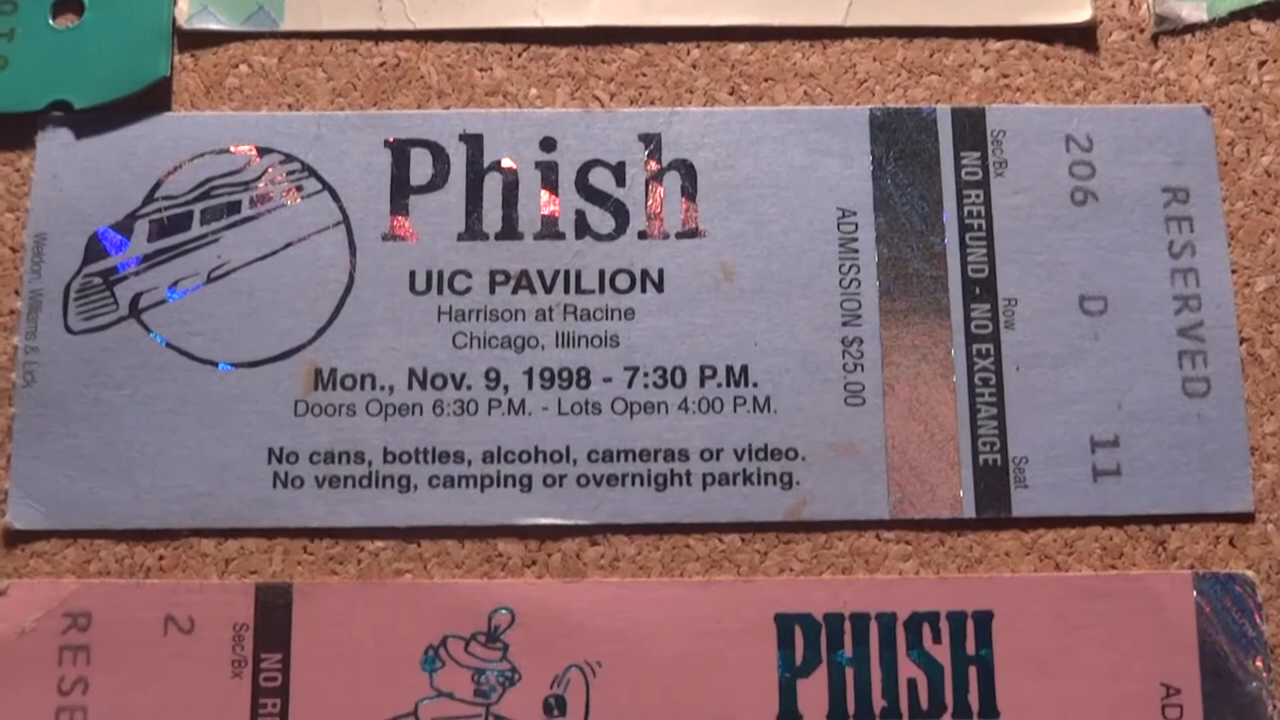 Phish
UIC PAVILION
Harrison at Racine
Chicago, Illinois
Mon., Nov. 9, 1998 - 7:30 P.M.
Doors Open 6:30 P.M. - Lots Open 4:00 P.M.
No cans, bottles, alcohol, cameras or video.
No vending, camping or overnight parking.
Weldon, Williams & Lick
ADMISSION $25.00
NO REFUND - NO EXCHANGE
Sec/Bx Row Seat
206 D 11
RESERVED
RESE
2
Sec/Bx
NO RE
PHISH
AD